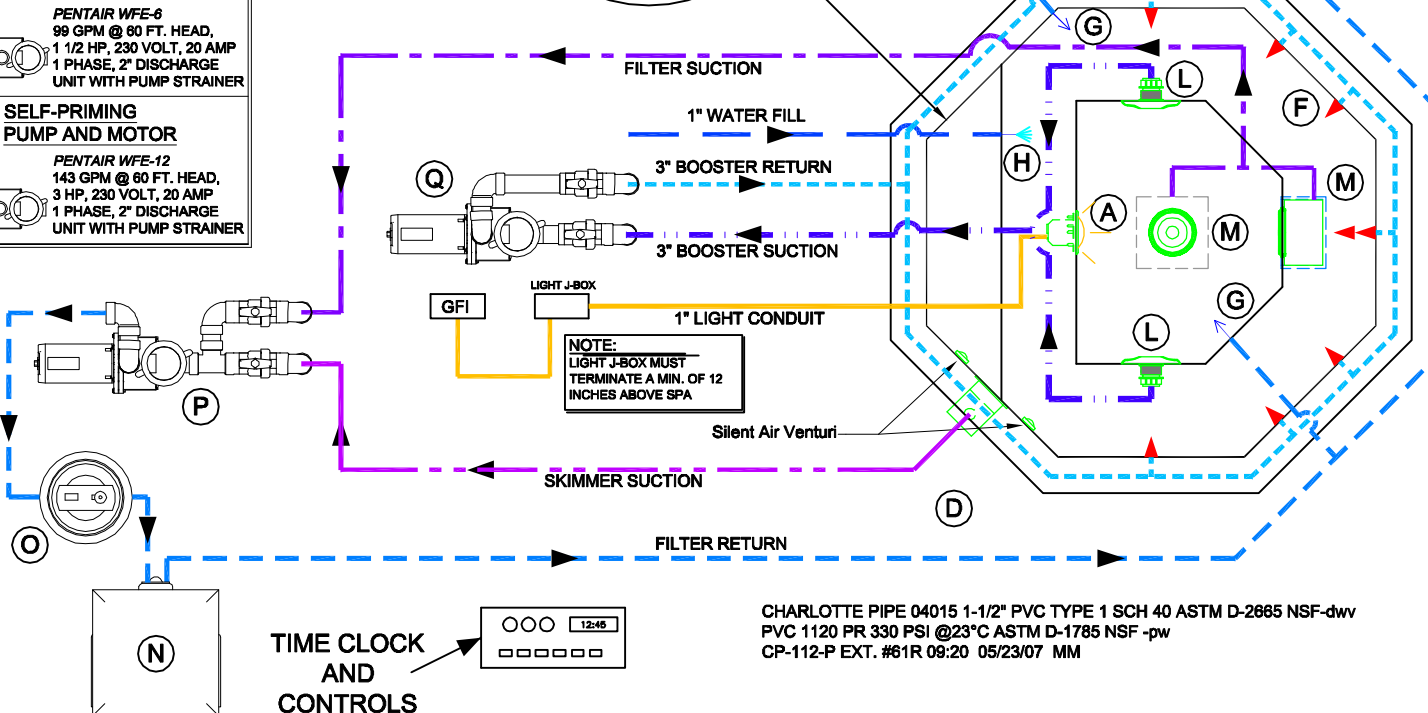 PENTAIR WFE-6
99 GPM @ 60 FT. HEAD,
1 1/2 HP, 230 VOLT, 20 AMP
1 PHASE, 2" DISCHARGE
UNIT WITH PUMP STRAINER
SELF-PRIMING
PUMP AND MOTOR
PENTAIR WFE-12
143 GPM @ 60 FT. HEAD,
3 HP, 230 VOLT, 20 AMP
1 PHASE, 2" DISCHARGE
UNIT WITH PUMP STRAINER
FILTER SUCTION
1" WATER FILL
3" BOOSTER RETURN
3" BOOSTER SUCTION
Q
GFI
LIGHT J-BOX
1" LIGHT CONDUIT
NOTE:
LIGHT J-BOX MUST
TERMINATE A MIN. OF 12
INCHES ABOVE SPA
Silent Air Venturi
SKIMMER SUCTION
FILTER RETURN
G
L
F
H
M
A
M
G
L
P
D
O
N
TIME CLOCK
AND
CONTROLS
12:45
CHARLOTTE PIPE 04015 1-1/2" PVC TYPE 1 SCH 40 ASTM D-2665 NSF-dwv
PVC 1120 PR 330 PSI @23°C ASTM D-1785 NSF -pw
CP-112-P EXT. #61R 09:20 05/23/07 MM